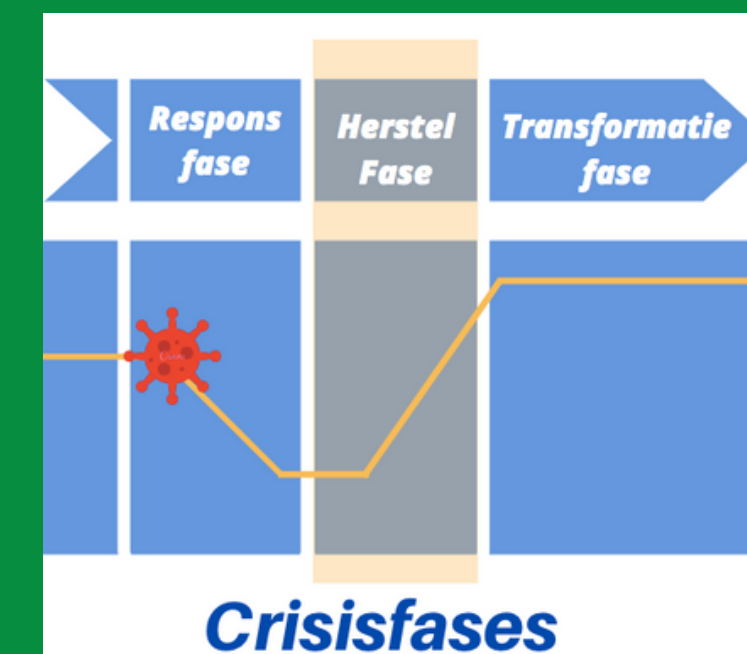 Respons
fase
Herstel
Fase
Transformatie
fase
Crisisfases